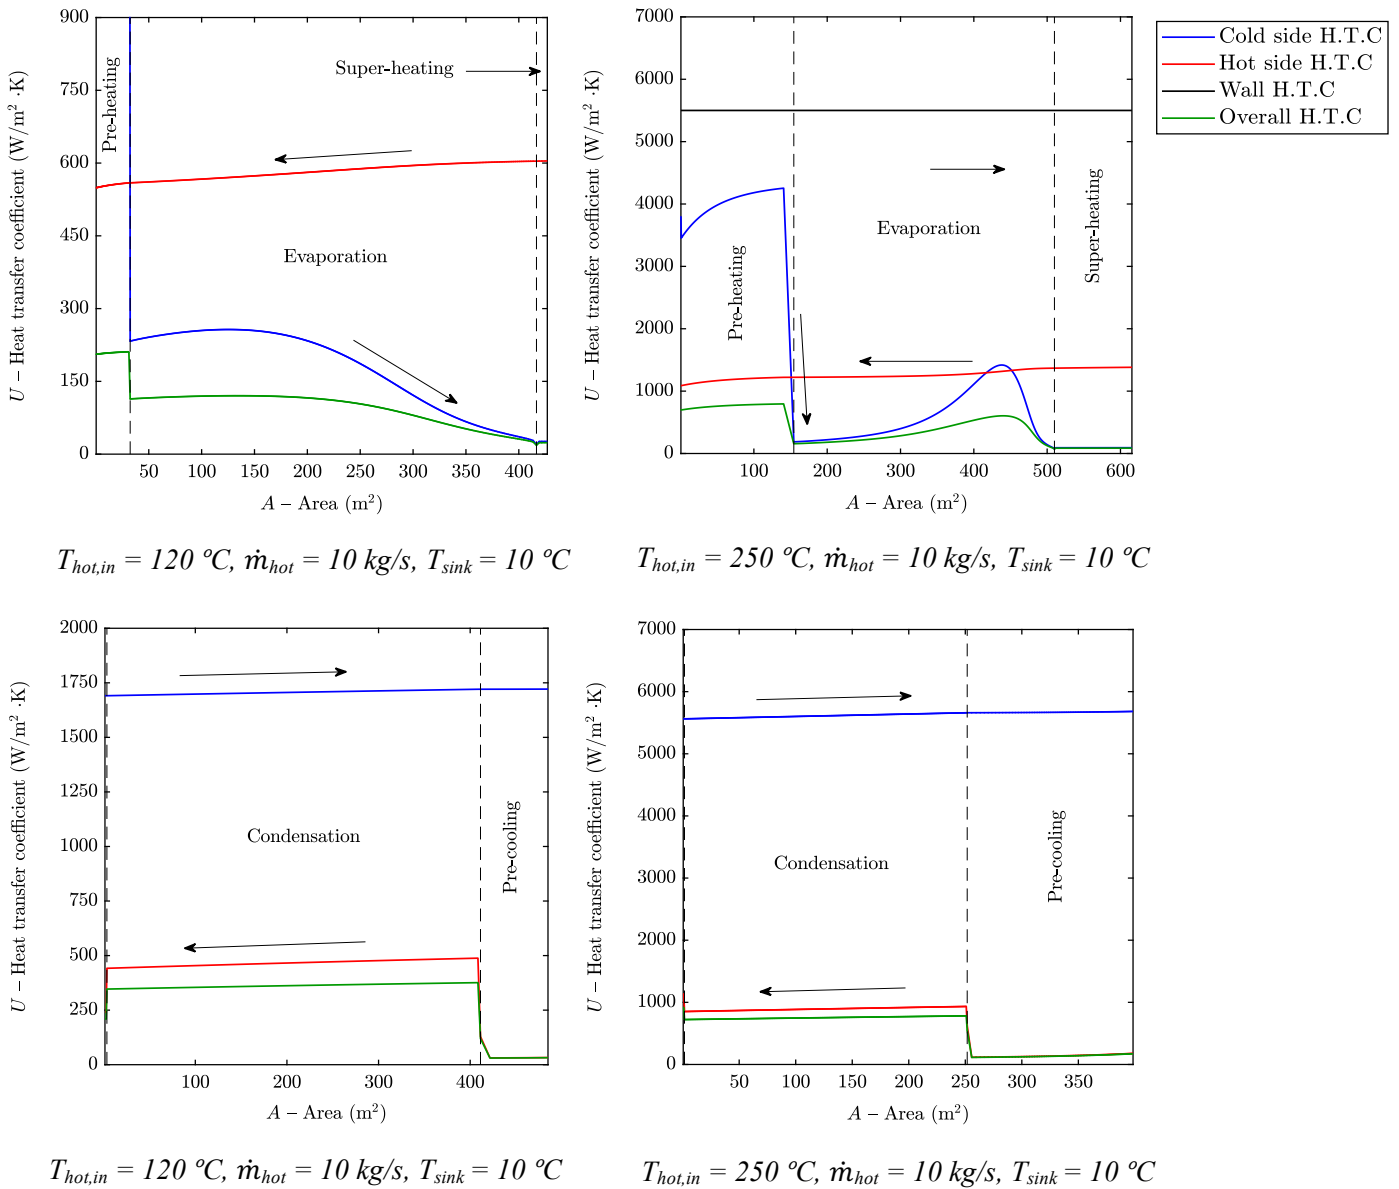 900
750
600
450
300
150
0
50
100
150
200
250
300
350
400
U – Heat transfer coefficient (W/m² ·K)
A – Area (m²)
Pre-heating
Super-heating
Evaporation
7000
6000
5000
4000
3000
2000
1000
0
100
200
300
400
500
600
U – Heat transfer coefficient (W/m² ·K)
A – Area (m²)
Pre-heating
Evaporation
Super-heating
Cold side H.T.C
Hot side H.T.C
Wall H.T.C
Overall H.T.C
T_hot,in = 120 ºC, ṁ_hot = 10 kg/s, T_sink = 10 ºC
T_hot,in = 250 ºC, ṁ_hot = 10 kg/s, T_sink = 10 ºC
2000
1750
1500
1250
1000
750
500
250
0
100
200
300
400
U – Heat transfer coefficient (W/m² ·K)
A – Area (m²)
Condensation
Pre-cooling
7000
6000
5000
4000
3000
2000
1000
0
50
100
150
200
250
300
350
U – Heat transfer coefficient (W/m² ·K)
A – Area (m²)
Condensation
Pre-cooling
T_hot,in = 120 ºC, ṁ_hot = 10 kg/s, T_sink = 10 ºC
T_hot,in = 250 ºC, ṁ_hot = 10 kg/s, T_sink = 10 ºC